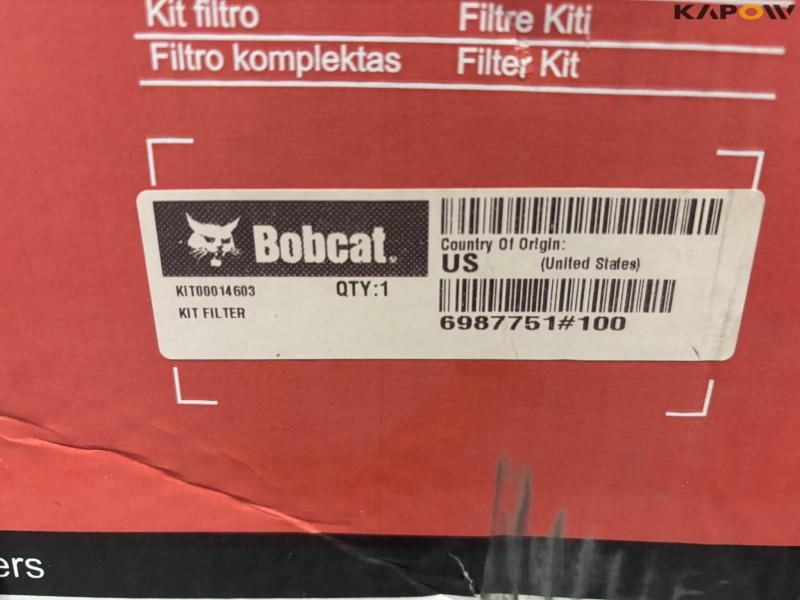 KAPOW
Kit filtro
Filtre Kiti
Filtro komplektas
Filter Kit
Bobcat.
Country Of Origin:
US (United States)
KIT00014603 QTY:1
KIT FILTER
6987751#100
ers